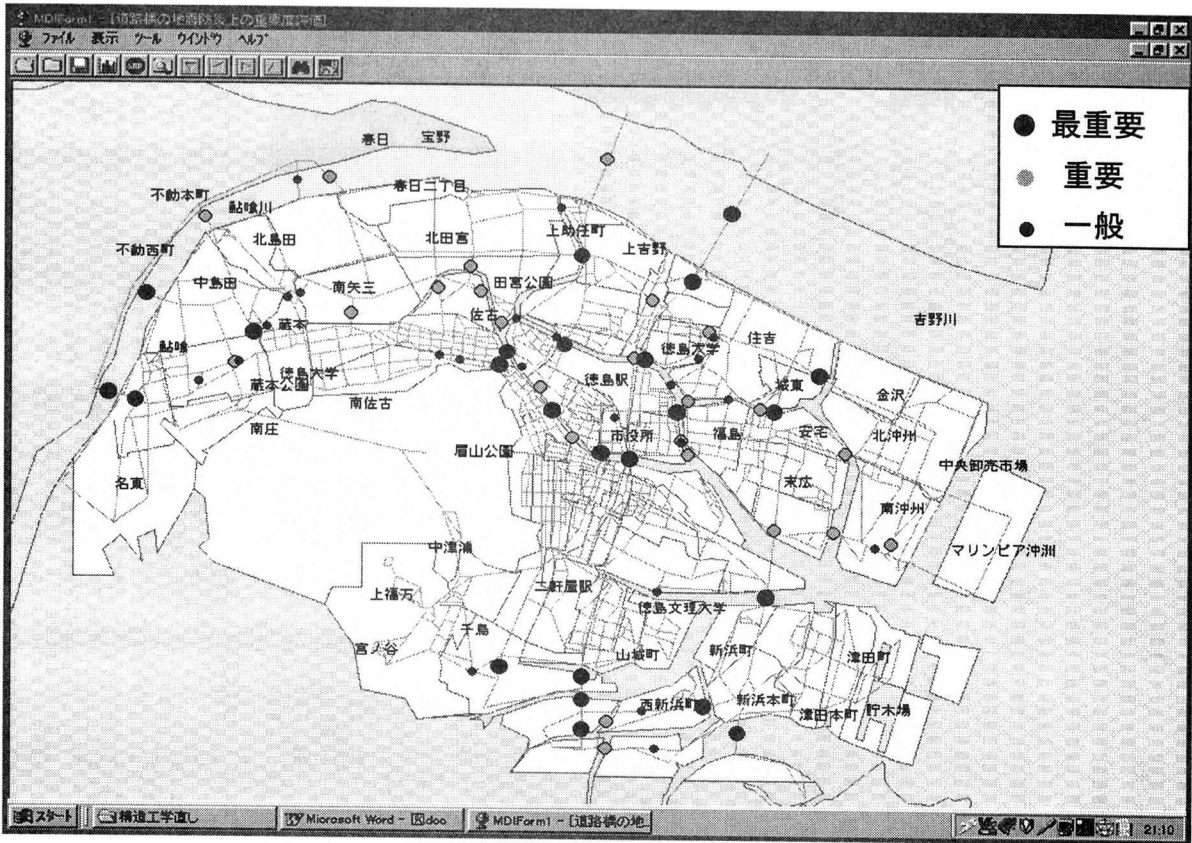 MDIForm1 - [道路橋の地震防災上の重要度評価]
ファイル 表示 ツール ウインドウ ヘルプ
最重要
重要
一般
春日
宝野
春日二丁目
不動本町
鮎喰川
不動西町
北島田
北田宮
上助任町
上吉野
中島田
南矢三
田宮公園
吉野川
佐古
蔵本
鮎喰
徳島大学
住吉
徳島大学
蔵本公園
徳島駅
城東
金沢
南佐古
南庄
市役所
福島
安宅
北沖州
眉山公園
中央卸売市場
名東
末広
南沖州
中津浦
マリンピア沖洲
上福万
二軒屋駅
徳島文理大学
千鳥
宮ノ谷
山城町
新浜町
津田町
西新浜町
新浜本町
津田本町
貯木場
スタート
構造工学直し
Microsoft Word -
MDIForm1 - [道路橋の地...
21:10